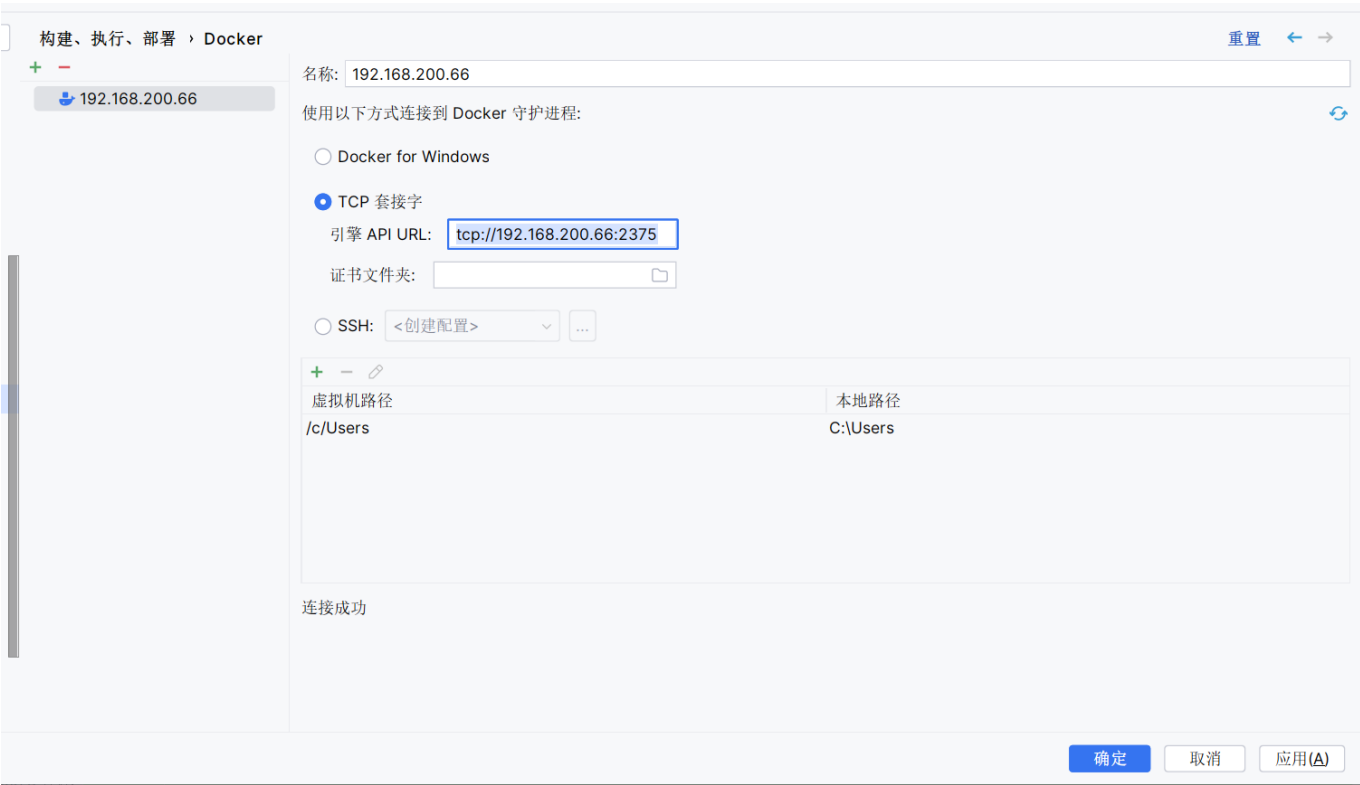 构建、执行、部署 › Docker
重置
192.168.200.66
名称: 192.168.200.66
使用以下方式连接到 Docker 守护进程:
Docker for Windows
TCP 套接字
引擎 API URL: tcp://192.168.200.66:2375
证书文件夹:
SSH: <创建配置> ...
虚拟机路径 本地路径
/c/Users C:\Users
连接成功
确定 取消 应用(A)